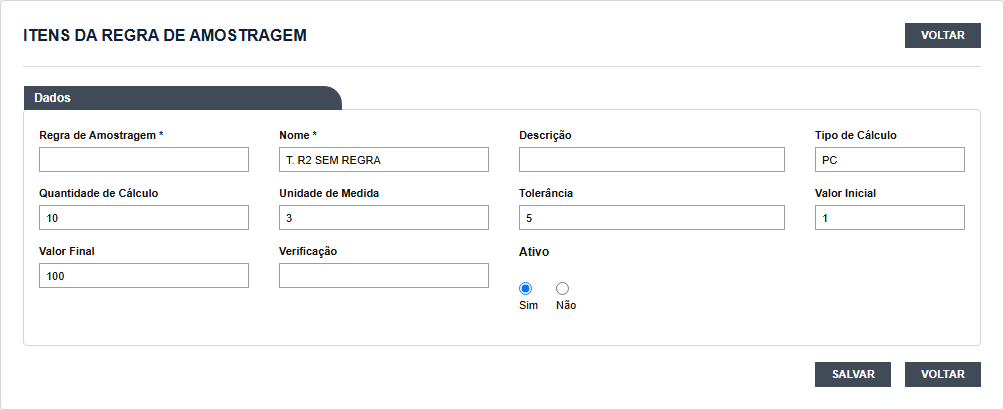 ITENS DA REGRA DE AMOSTRAGEM VOLTAR
Dados
Regra de Amostragem * Nome * Descrição Tipo de Cálculo
T. R2 SEM REGRA PC
Quantidade de Cálculo Unidade de Medida Tolerância Valor Inicial
10 3 5 1
Valor Final Verificação Ativo
100
Sim Não
SALVAR VOLTAR